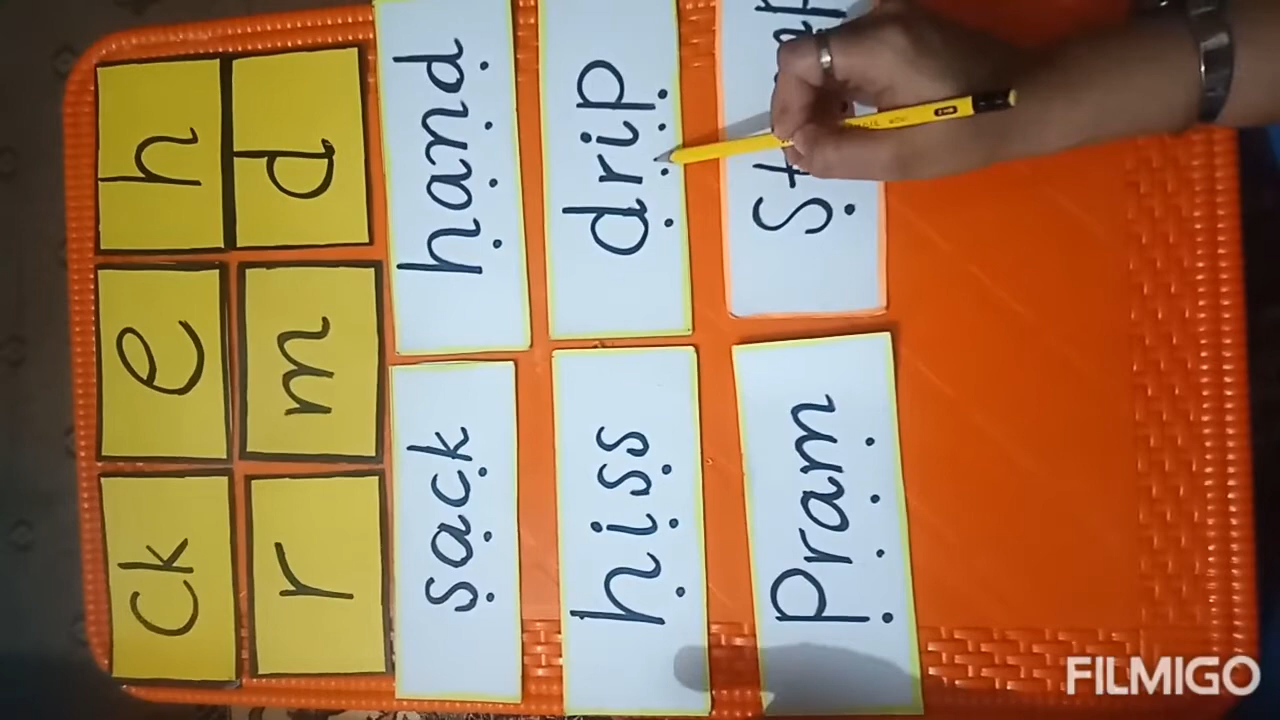 ck e h
r m d
sack hand
hiss drip
pram
FILMIGO